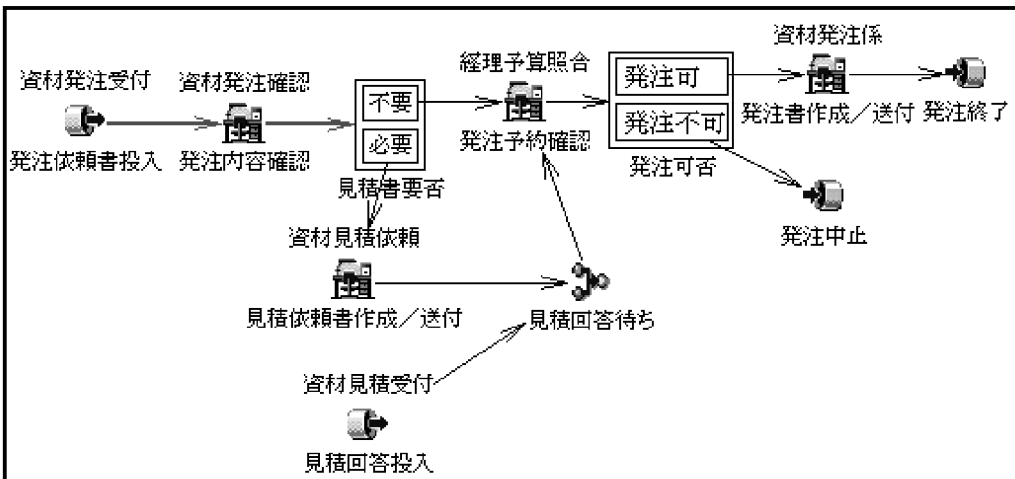 資材発注受付
発注依頼書投入
資材発注確認
発注内容確認
不要
必要
見積書要否
経理予算照合
発注予約確認
発注可
発注不可
発注可否
資材発注係
発注書作成／送付
発注終了
発注中止
資材見積依頼
見積依頼書作成／送付
見積回答待ち
資材見積受付
見積回答投入